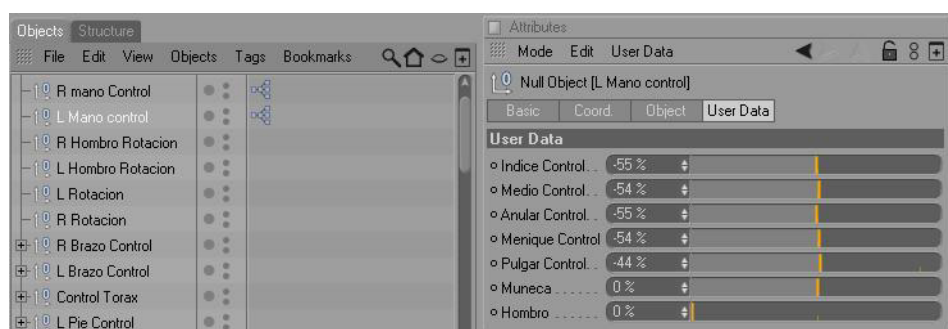 Objects Structure
File Edit View Objects Tags Bookmarks
R mano Control
L Mano control
R Hombro Rotacion
L Hombro Rotacion
L Rotacion
R Rotacion
R Brazo Control
L Brazo Control
Control Torax
L Pie Control
Attributes
Mode Edit User Data
Null Object [L Mano control]
Basic Coord. Object User Data
User Data
Indice Control. . . -55 %
Medio Control. . . -54 %
Anular Control. . . -55 %
Menique Control -54 %
Pulgar Control. . . -44 %
Muneca . . . . . . 0 %
Hombro . . . . . . 0 %